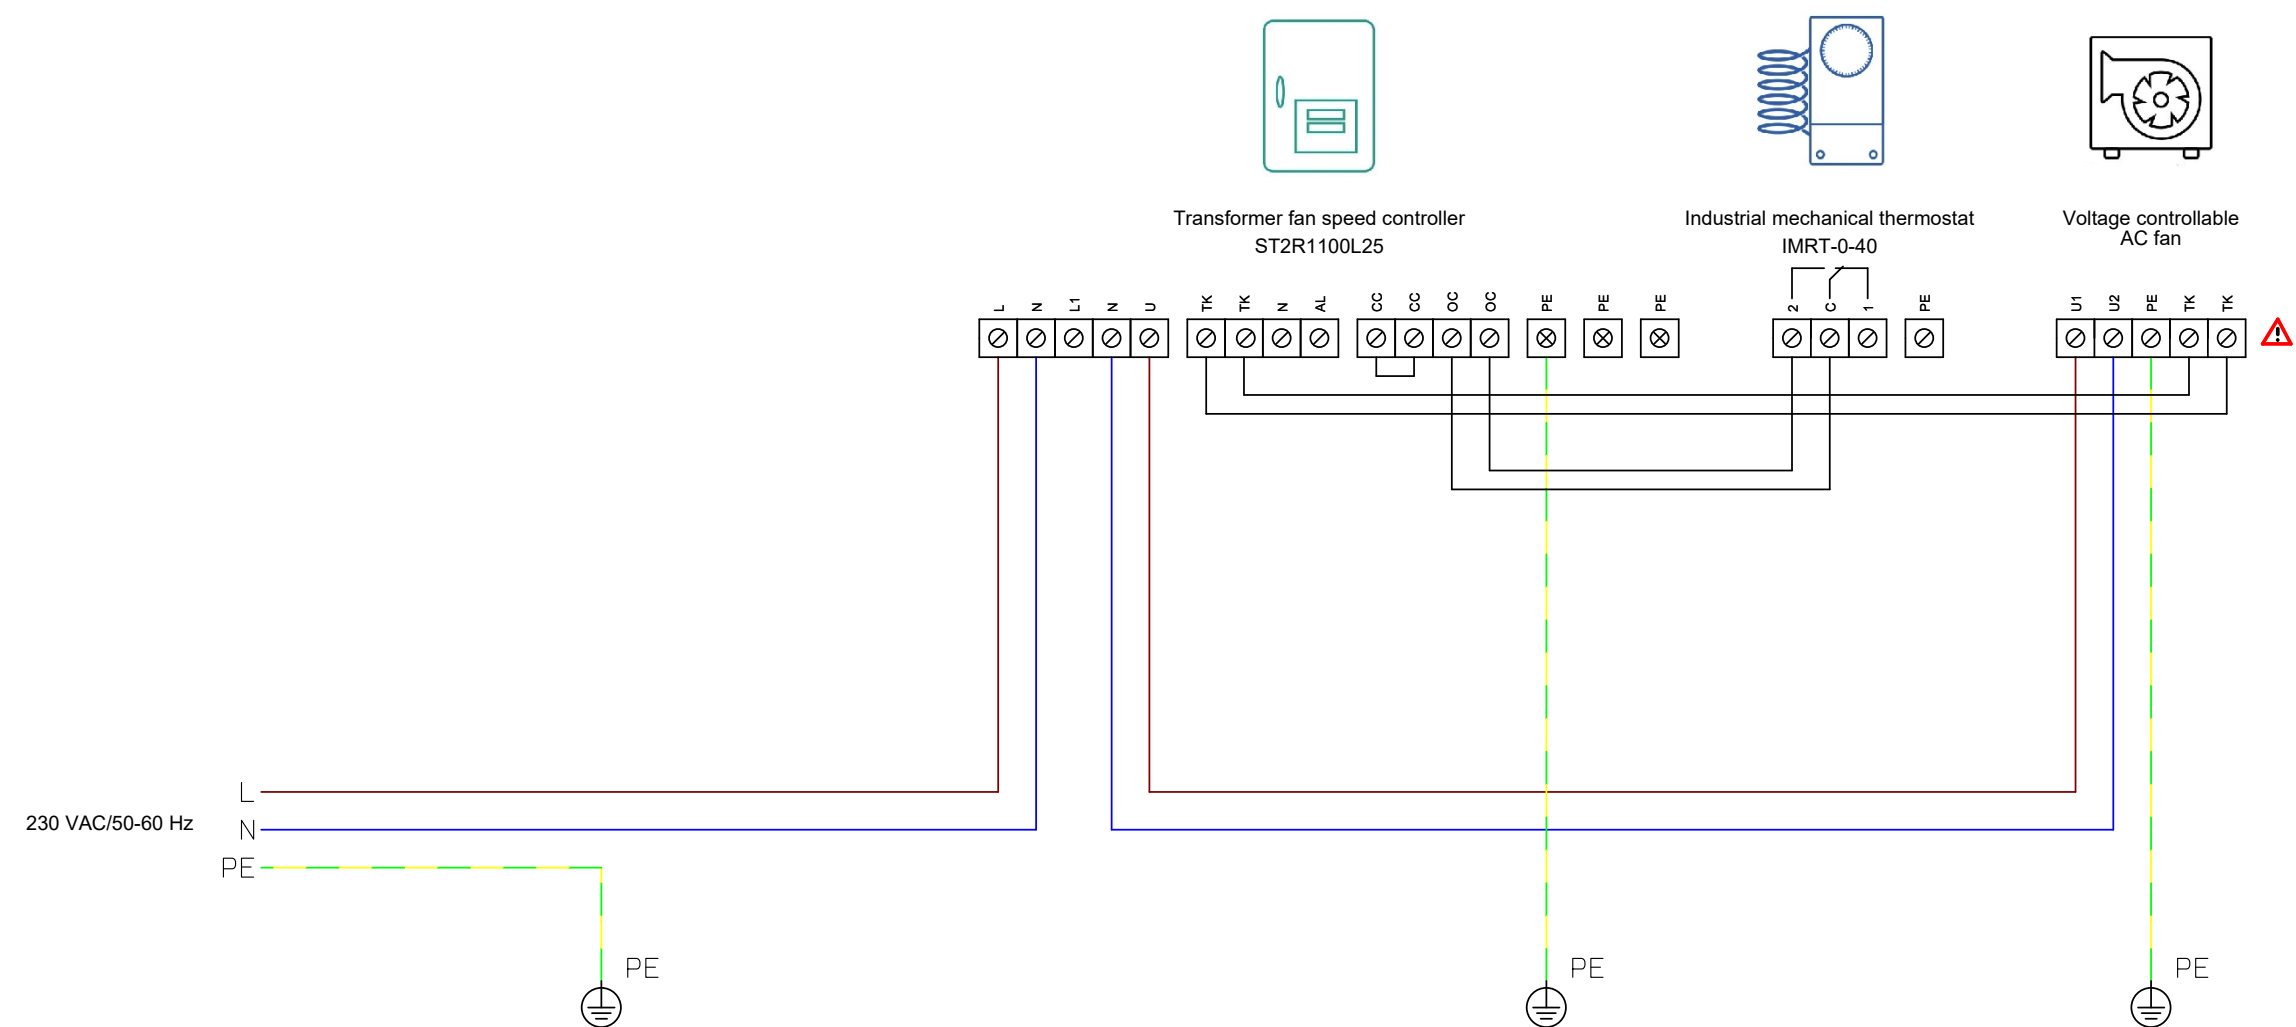 Transformer fan speed controller
ST2R1100L25
Industrial mechanical thermostat
IMRT-0-40
Voltage controllable
AC fan
L N L1 N U TK TK N AL CC CC OC OC PE PE PE 2 C 1 PE U1 U2 PE TK TK
L
230 VAC/50-60 Hz N
PE
PE PE PE